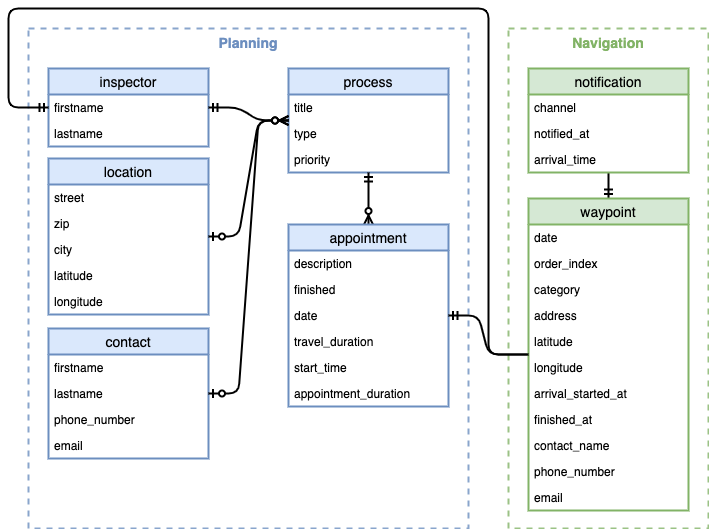 Planning
inspector
firstname
lastname
location
street
zip
city
latitude
longitude
contact
firstname
lastname
phone_number
email
process
title
type
priority
appointment
description
finished
date
travel_duration
start_time
appointment_duration
Navigation
notification
channel
notified_at
arrival_time
waypoint
date
order_index
category
address
latitude
longitude
arrival_started_at
finished_at
contact_name
phone_number
email